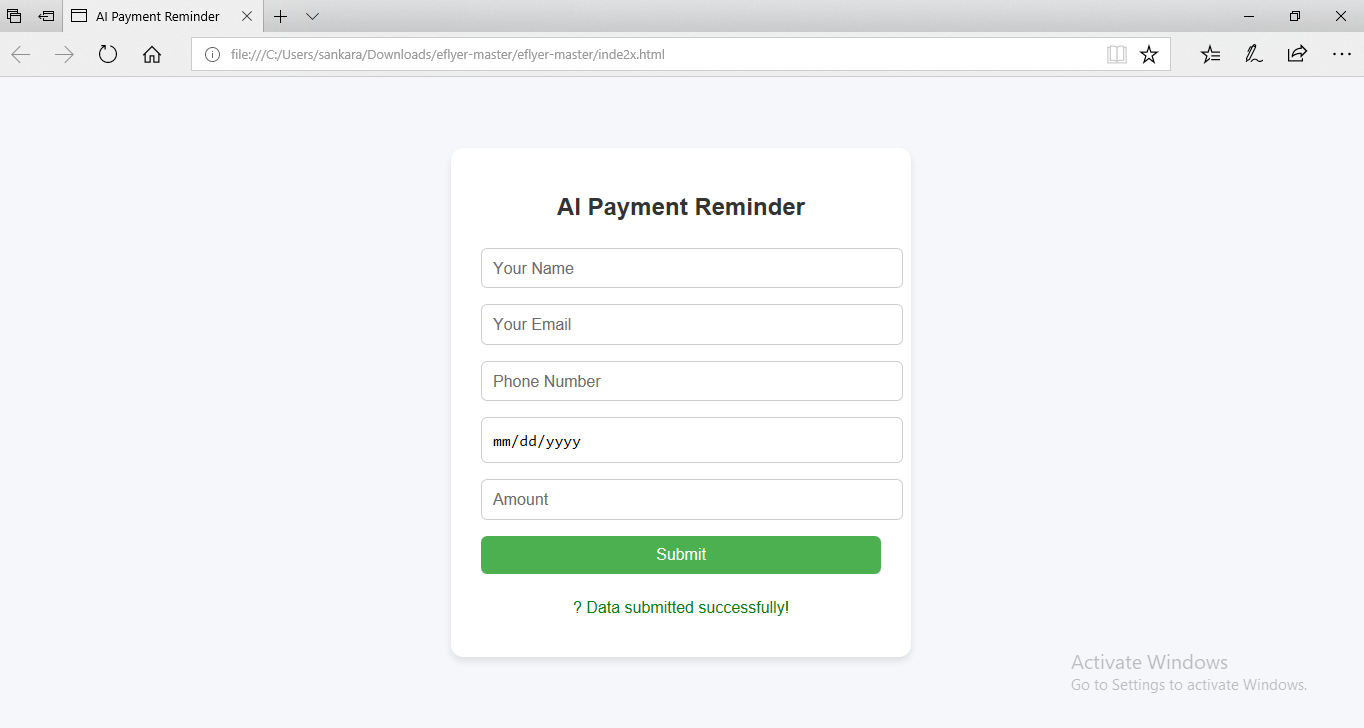 AI Payment Reminder
file:///C:/Users/sankara/Downloads/eflyer-master/eflyer-master/inde2x.html
AI Payment Reminder
Your Name
Your Email
Phone Number
mm/dd/yyyy
Amount
Submit
? Data submitted successfully!
Activate Windows
Go to Settings to activate Windows.